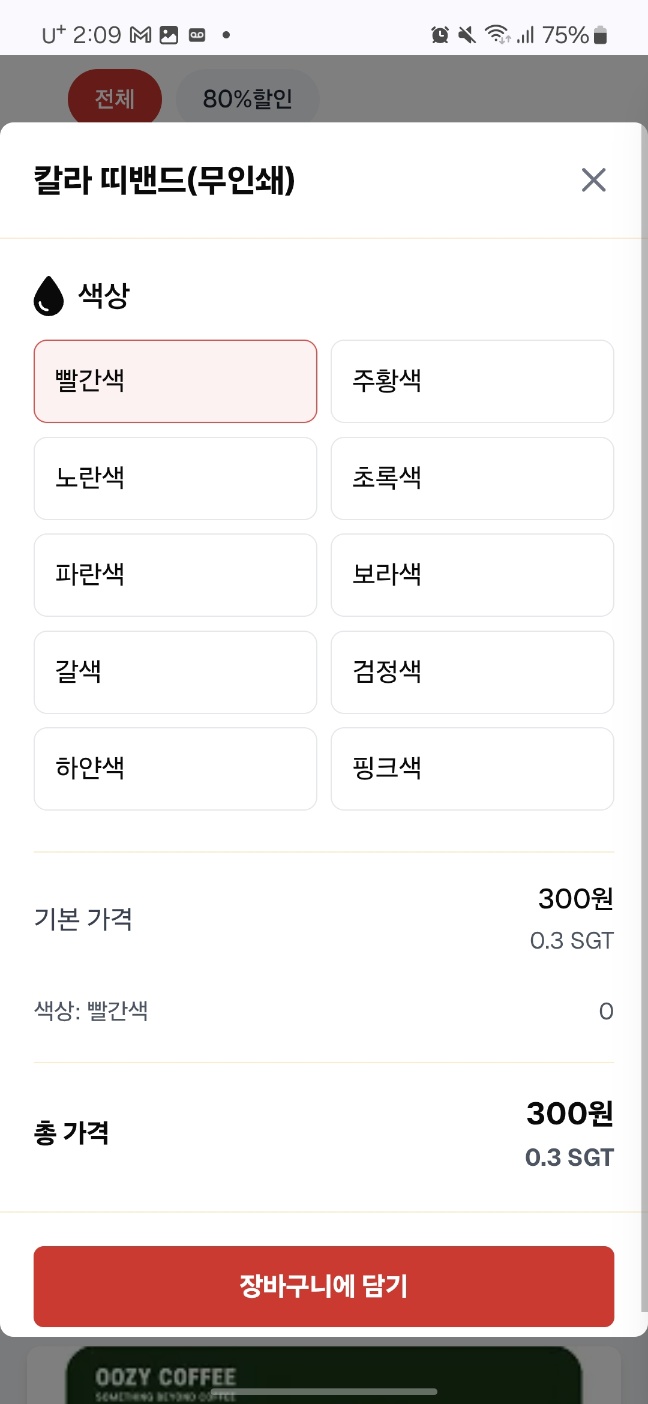 U⁺ 2:09
75%
전체
80%할인
칼라 띠밴드(무인쇄)
색상
빨간색
주황색
노란색
초록색
파란색
보라색
갈색
검정색
하얀색
핑크색
기본 가격
300원
0.3 SGT
색상: 빨간색
0
총 가격
300원
0.3 SGT
장바구니에 담기
OOZY COFFEE
SOMETHING BEYOND COFFEE